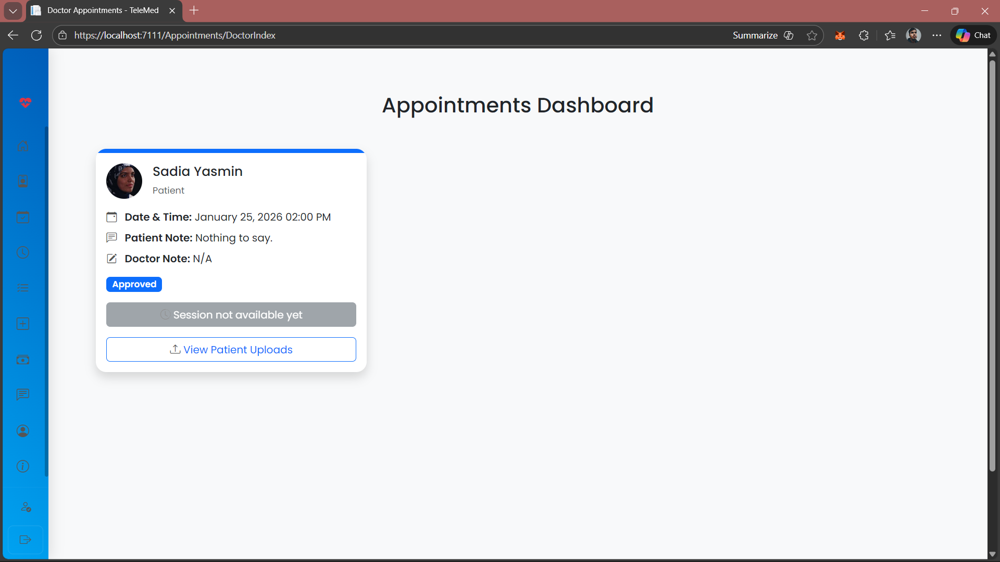 Doctor Appointments - TeleMed
https://localhost:7111/Appointments/DoctorIndex
Summarize
Chat
Appointments Dashboard
Sadia Yasmin
Patient
Date & Time: January 25, 2026 02:00 PM
Patient Note: Nothing to say.
Doctor Note: N/A
Approved
Session not available yet
View Patient Uploads